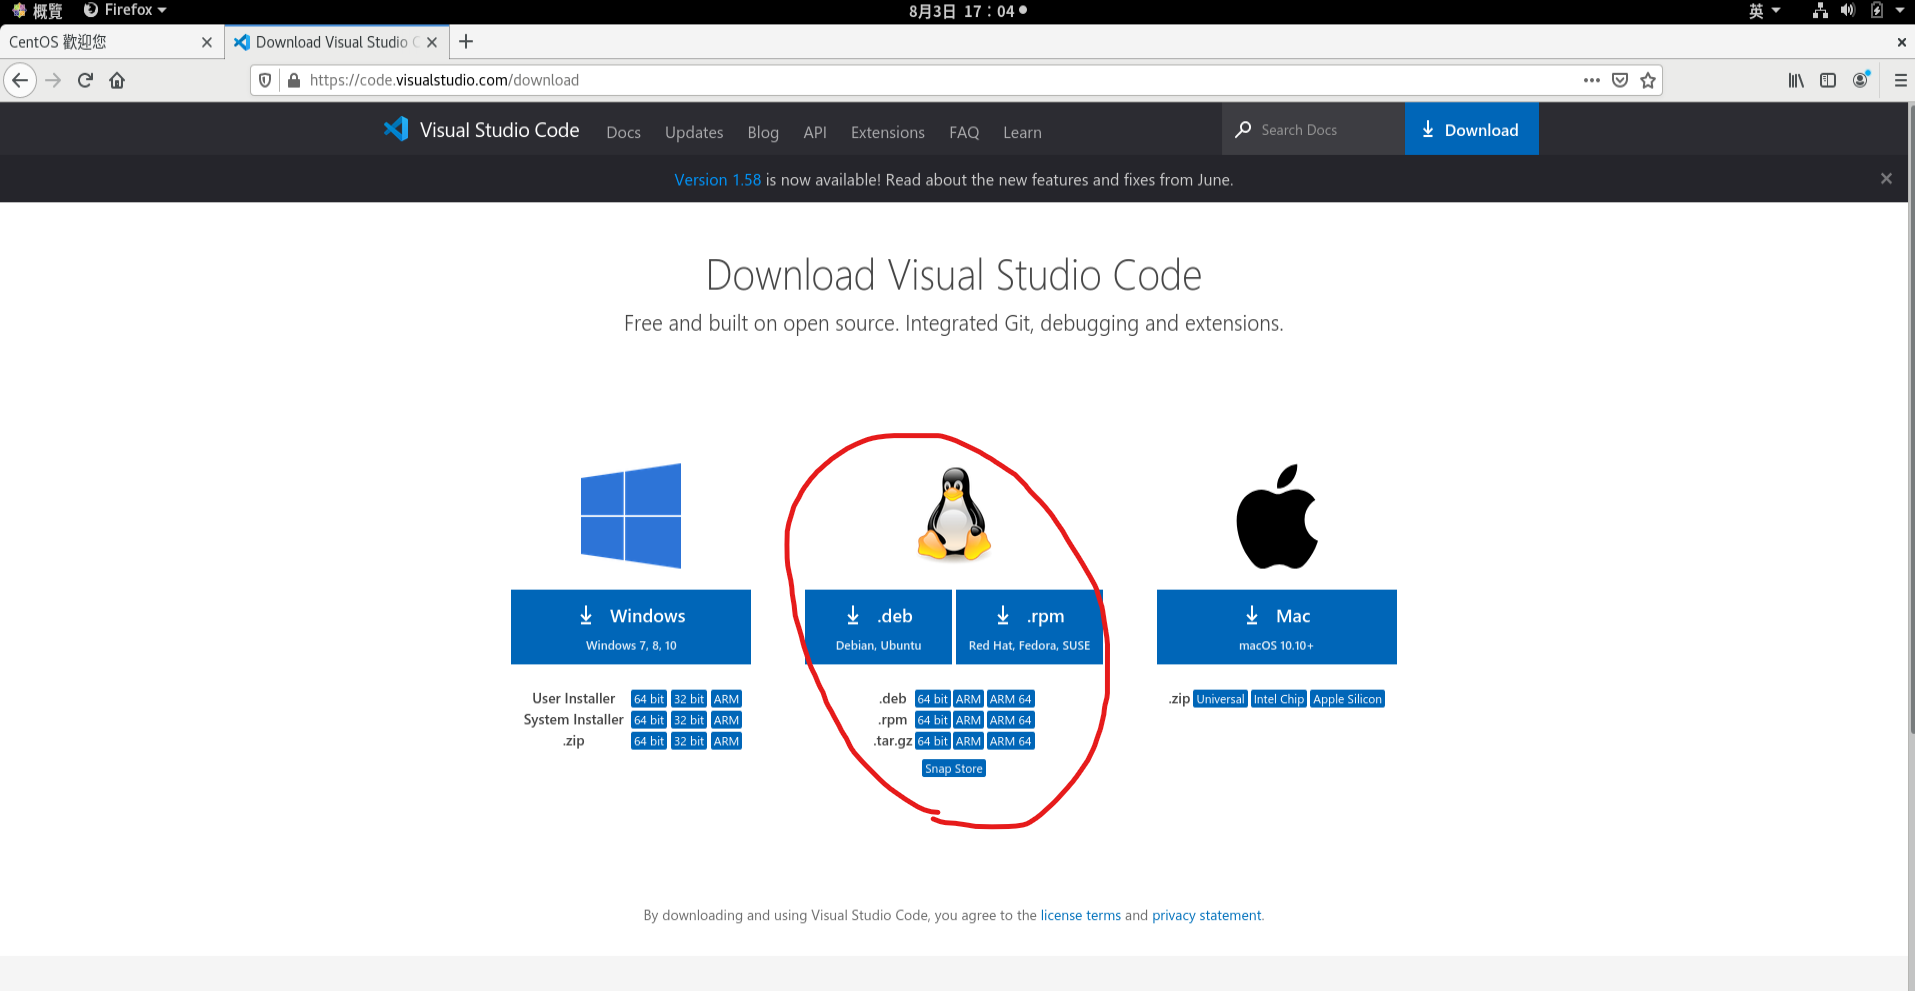 概覽 Firefox 8月3日 17：04 英
CentOS 歡迎您 Download Visual Studio C
https://code.visualstudio.com/download
Visual Studio Code Docs Updates Blog API Extensions FAQ Learn Search Docs Download
Version 1.58 is now available! Read about the new features and fixes from June.
Download Visual Studio Code
Free and built on open source. Integrated Git, debugging and extensions.
Windows
Windows 7, 8, 10
User Installer 64 bit 32 bit ARM
System Installer 64 bit 32 bit ARM
.zip 64 bit 32 bit ARM
.deb
Debian, Ubuntu
.rpm
Red Hat, Fedora, SUSE
.deb 64 bit ARM ARM 64
.rpm 64 bit ARM ARM 64
.tar.gz 64 bit ARM ARM 64
Snap Store
Mac
macOS 10.10+
.zip Universal Intel Chip Apple Silicon
By downloading and using Visual Studio Code, you agree to the license terms and privacy statement.